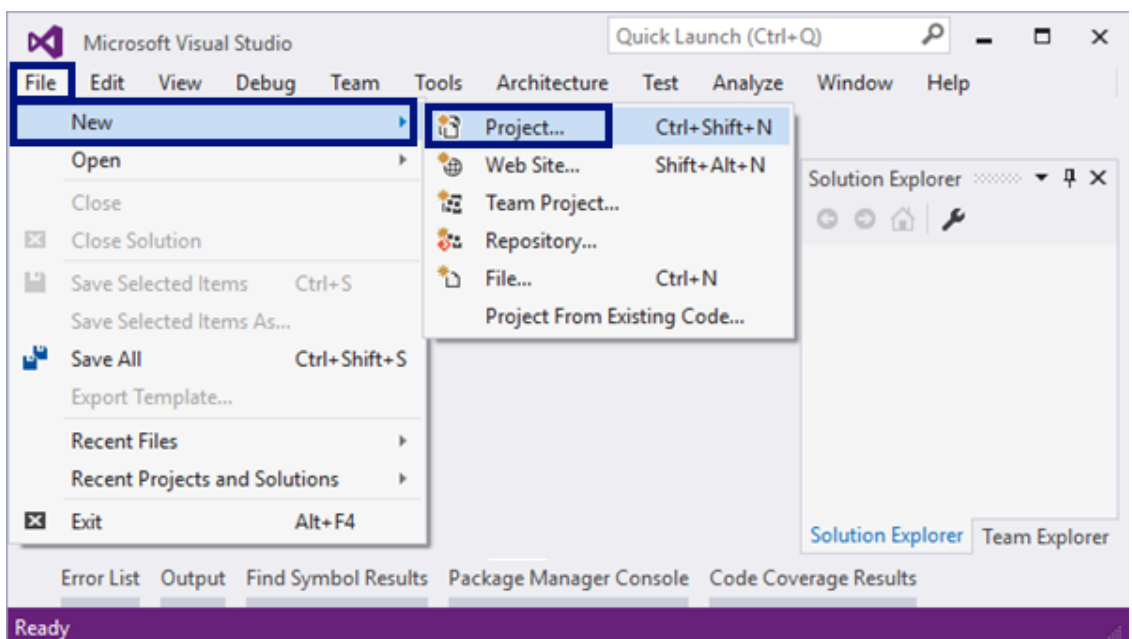 Microsoft Visual Studio
Quick Launch (Ctrl+Q)
File Edit View Debug Team Tools Architecture Test Analyze Window Help
New
Open
Close
Close Solution
Save Selected Items Ctrl+S
Save Selected Items As...
Save All Ctrl+Shift+S
Export Template...
Recent Files
Recent Projects and Solutions
Exit Alt+F4
Project... Ctrl+Shift+N
Web Site... Shift+Alt+N
Team Project...
Repository...
File... Ctrl+N
Project From Existing Code...
Solution Explorer
Solution Explorer Team Explorer
Error List Output Find Symbol Results Package Manager Console Code Coverage Results
Ready